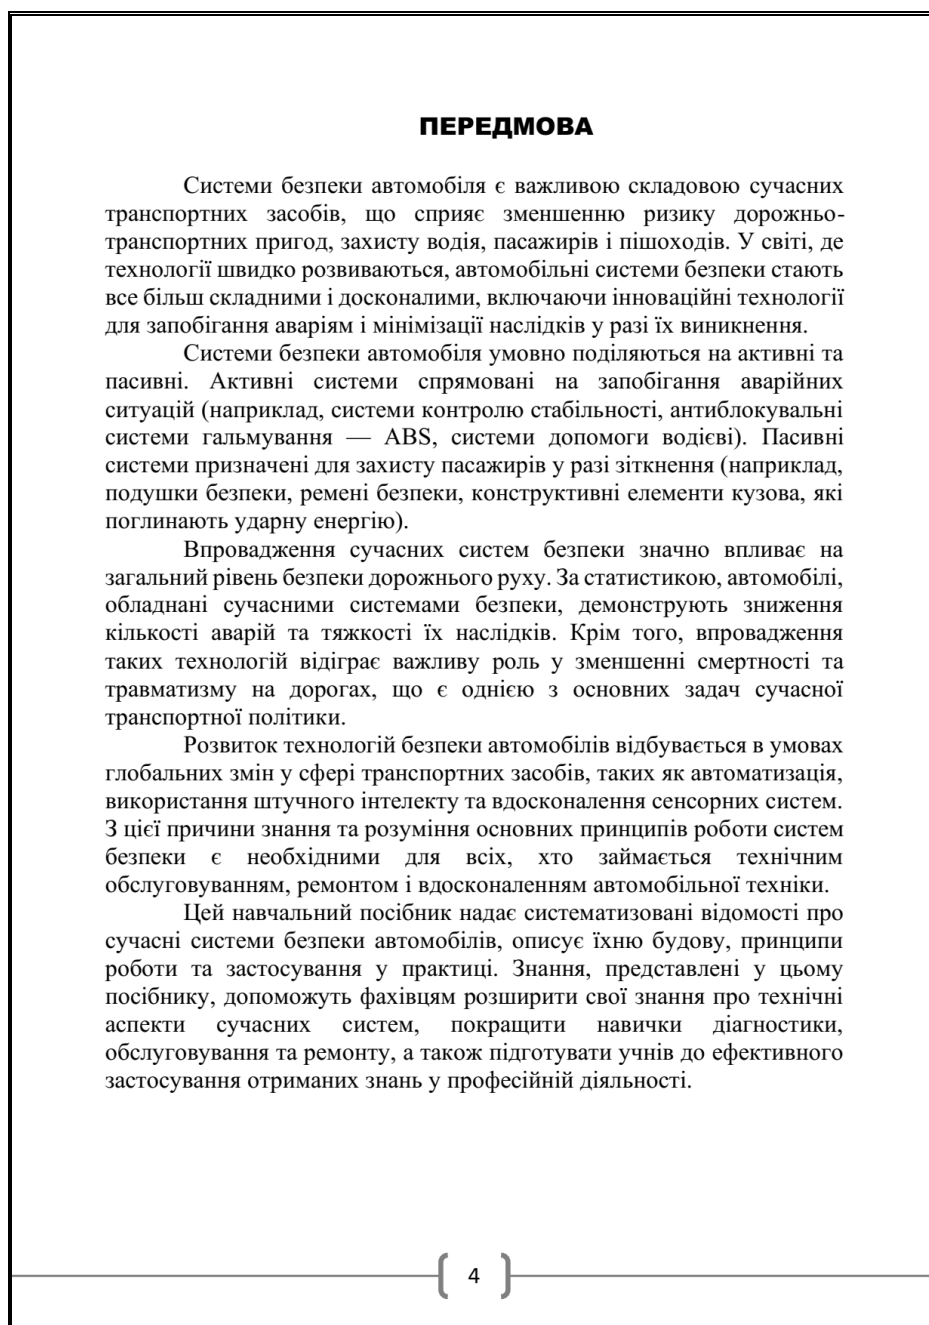 ПЕРЕДМОВА
Системи безпеки автомобіля є важливою складовою сучасних
транспортних засобів, що сприяє зменшенню ризику дорожньо-
транспортних пригод, захисту водія, пасажирів і пішоходів. У світі, де
технології швидко розвиваються, автомобільні системи безпеки стають
все більш складними і досконалими, включаючи інноваційні технології
для запобігання аваріям і мінімізації наслідків у разі їх виникнення.
Системи безпеки автомобіля умовно поділяються на активні та
пасивні. Активні системи спрямовані на запобігання аварійних
ситуацій (наприклад, системи контролю стабільності, антиблокувальні
системи гальмування — ABS, системи допомоги водієві). Пасивні
системи призначені для захисту пасажирів у разі зіткнення (наприклад,
подушки безпеки, ремені безпеки, конструктивні елементи кузова, які
поглинають ударну енергію).
Впровадження сучасних систем безпеки значно впливає на
загальний рівень безпеки дорожнього руху. За статистикою, автомобілі,
обладнані сучасними системами безпеки, демонструють зниження
кількості аварій та тяжкості їх наслідків. Крім того, впровадження
таких технологій відіграє важливу роль у зменшенні смертності та
травматизму на дорогах, що є однією з основних задач сучасної
транспортної політики.
Розвиток технологій безпеки автомобілів відбувається в умовах
глобальних змін у сфері транспортних засобів, таких як автоматизація,
використання штучного інтелекту та вдосконалення сенсорних систем.
З цієї причини знання та розуміння основних принципів роботи систем
безпеки є необхідними для всіх, хто займається технічним
обслуговуванням, ремонтом і вдосконаленням автомобільної техніки.
Цей навчальний посібник надає систематизовані відомості про
сучасні системи безпеки автомобілів, описує їхню будову, принципи
роботи та застосування у практиці. Знання, представлені у цьому
посібнику, допоможуть фахівцям розширити свої знання про технічні
аспекти сучасних систем, покращити навички діагностики,
обслуговування та ремонту, а також підготувати учнів до ефективного
застосування отриманих знань у професійній діяльності.
4